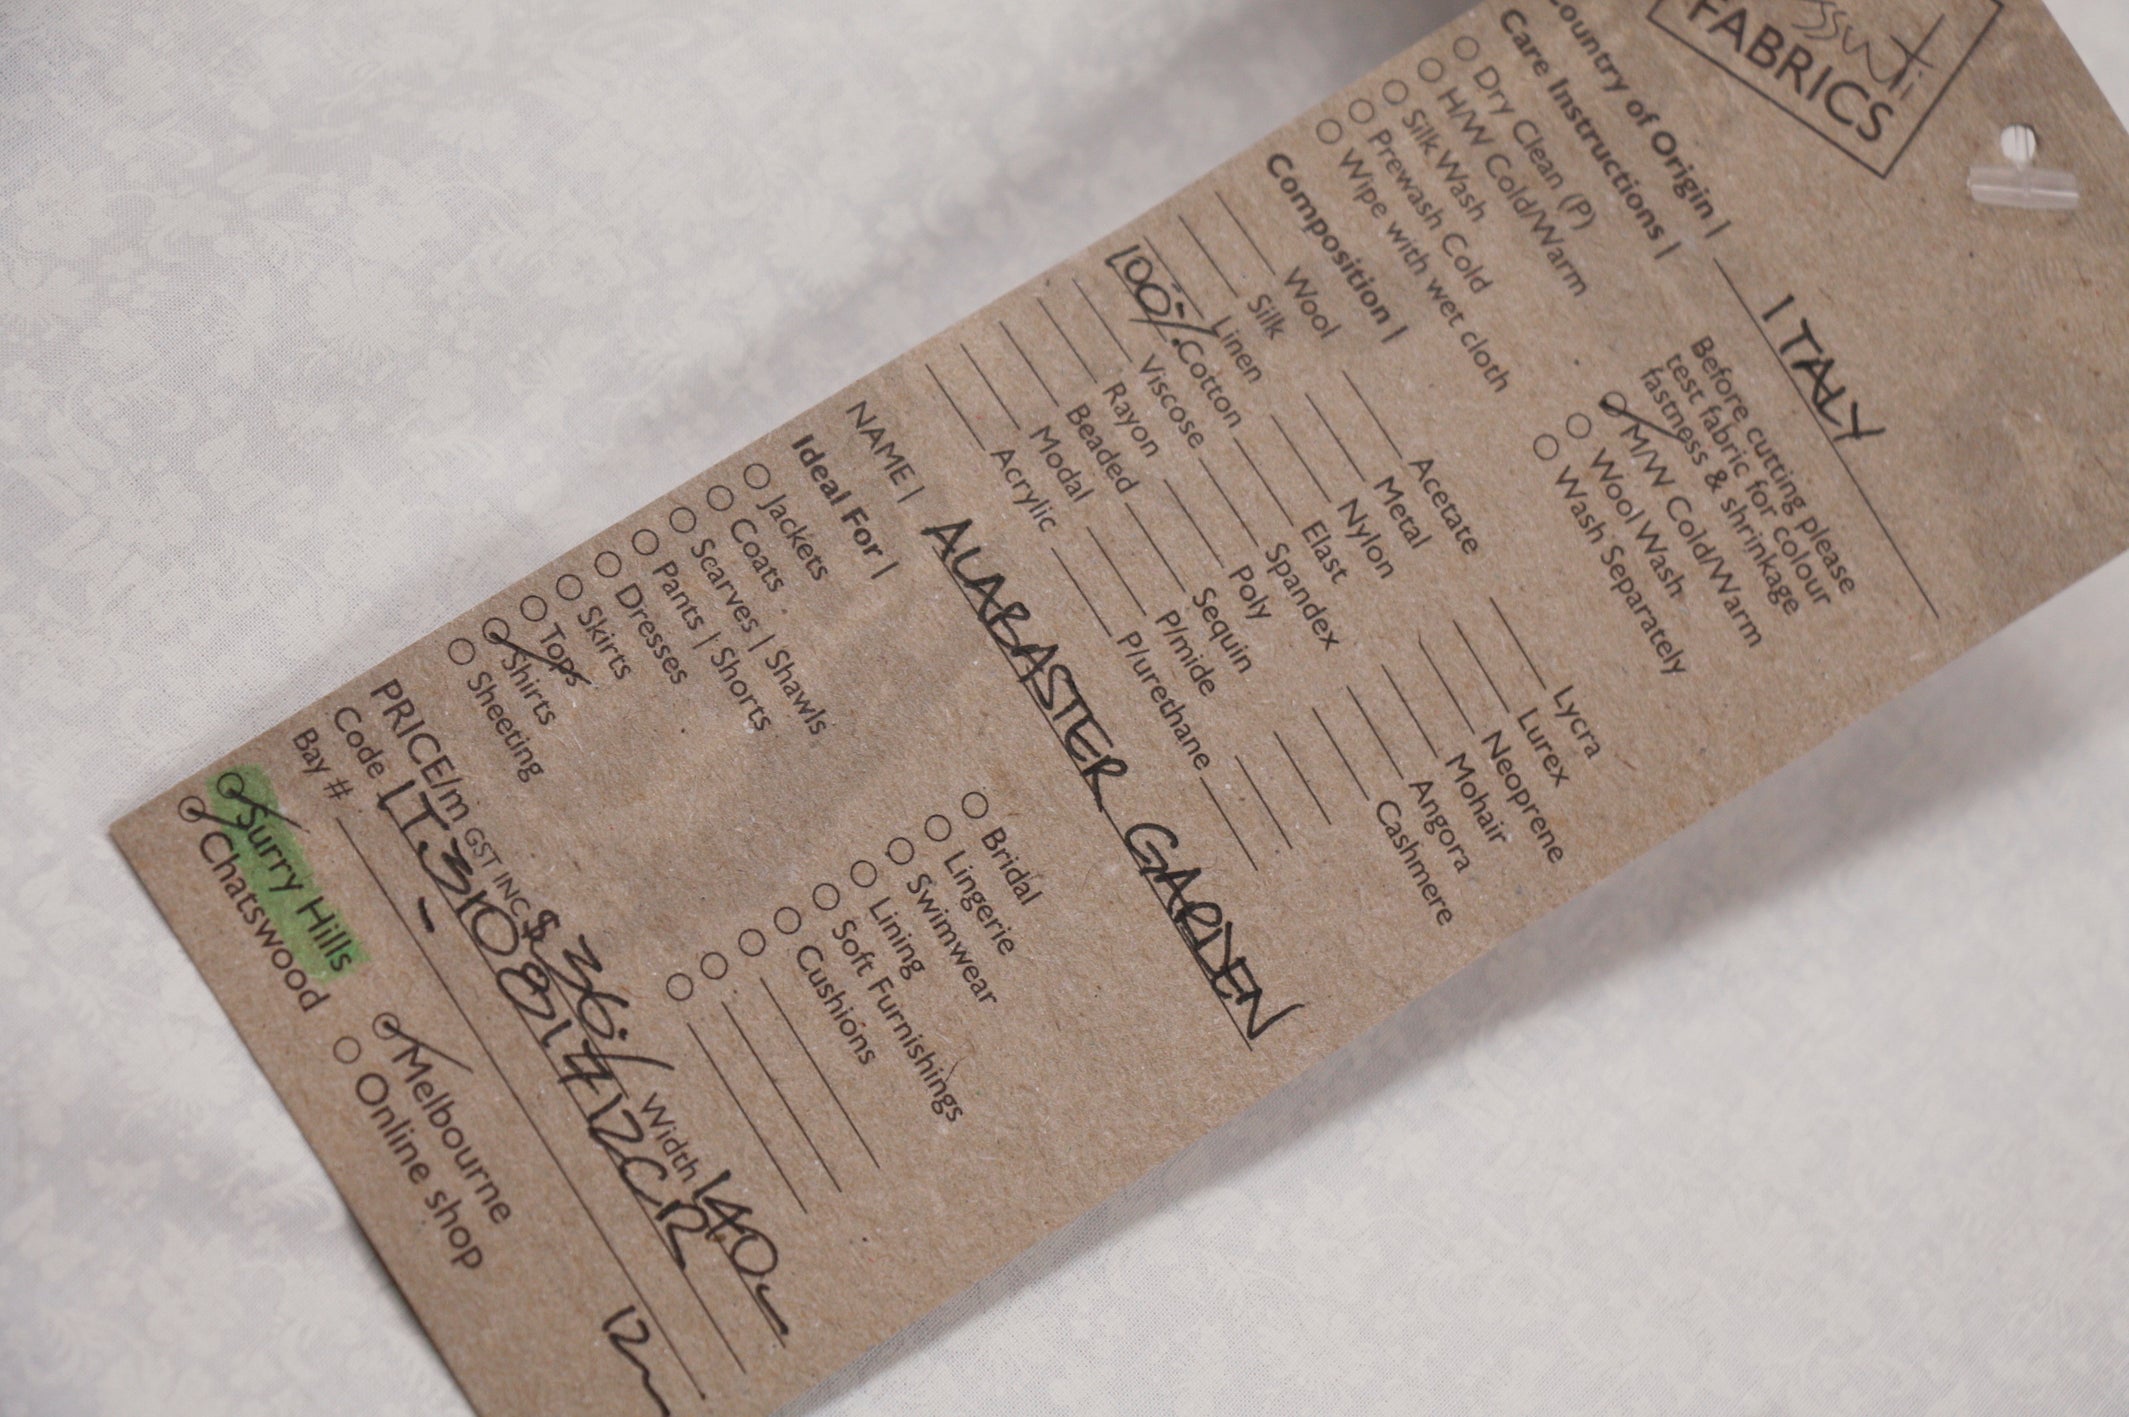 FABRICS
Country of Origin | ITALY
Care Instructions |
Before cutting please
test fabric for colour
fastness & shrinkage
Dry Clean (P)
H/W Cold/Warm
Silk Wash
Prewash Cold
Wipe with wet cloth
M/W Cold/Warm
Wool Wash
Wash Separately
Composition |
Wool Acetate Lycra
Silk Metal Lurex
Linen Nylon Neoprene
100% Cotton Elast Mohair
Viscose Spandex Angora
Rayon Poly Cashmere
Beaded Sequin
Modal P/mide
Acrylic P/urethane
NAME | ALABASTER GARDEN
Ideal For |
Jackets Bridal
Coats Lingerie
Scarves | Shawls Swimwear
Pants | Shorts Lining
Dresses Soft Furnishings
Skirts Cushions
Tops
Shirts
Sheeting
PRICE/m GST INC $36. Width 140
Code
Bay # - 12m
Surry Hills Melbourne
Chatswood Online shop